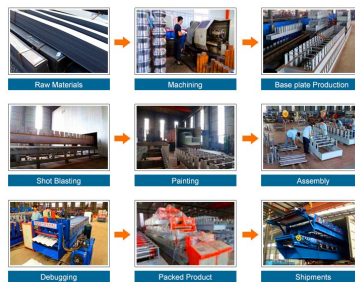 Raw Materials
Machining
Base plate Production
Shot Blasting
Painting
Assembly
Debugging
Packed Product
Shipments